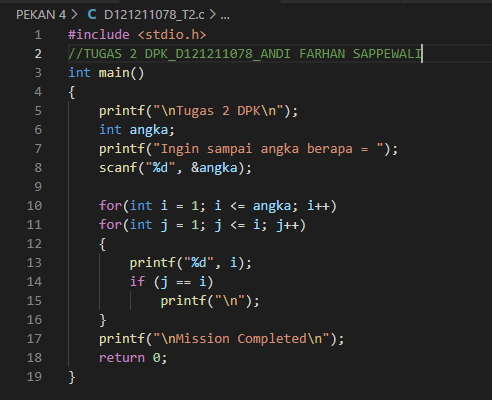 PEKAN 4 > C D121211078_T2.c > ...
1 #include <stdio.h>
2 //TUGAS 2 DPK_D121211078_ANDI FARHAN SAPPEWALI
3 int main()
4 {
5     printf("\nTugas 2 DPK\n");
6     int angka;
7     printf("Ingin sampai angka berapa = ");
8     scanf("%d", &angka);
9
10     for(int i = 1; i <= angka; i++)
11     for(int j = 1; j <= i; j++)
12     {
13         printf("%d", i);
14         if (j == i)
15             printf("\n");
16     }
17     printf("\nMission Completed\n");
18     return 0;
19 }